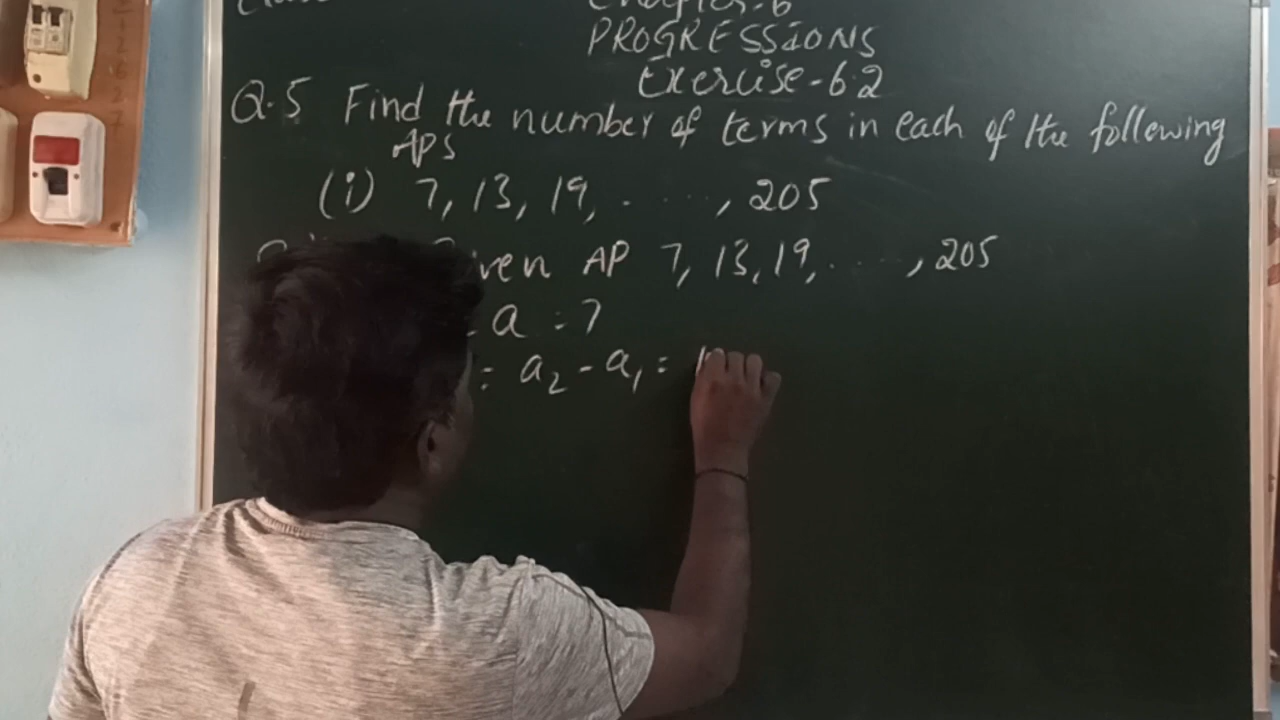 Chapter-6
PROGRESSIONS
Exercise-6.2
Q.5 Find the number of terms in each of the following
APs
(i) 7, 13, 19, ....., 205
AP 7, 13, 19, ....., 205
a = 7
= a2 - a1 =